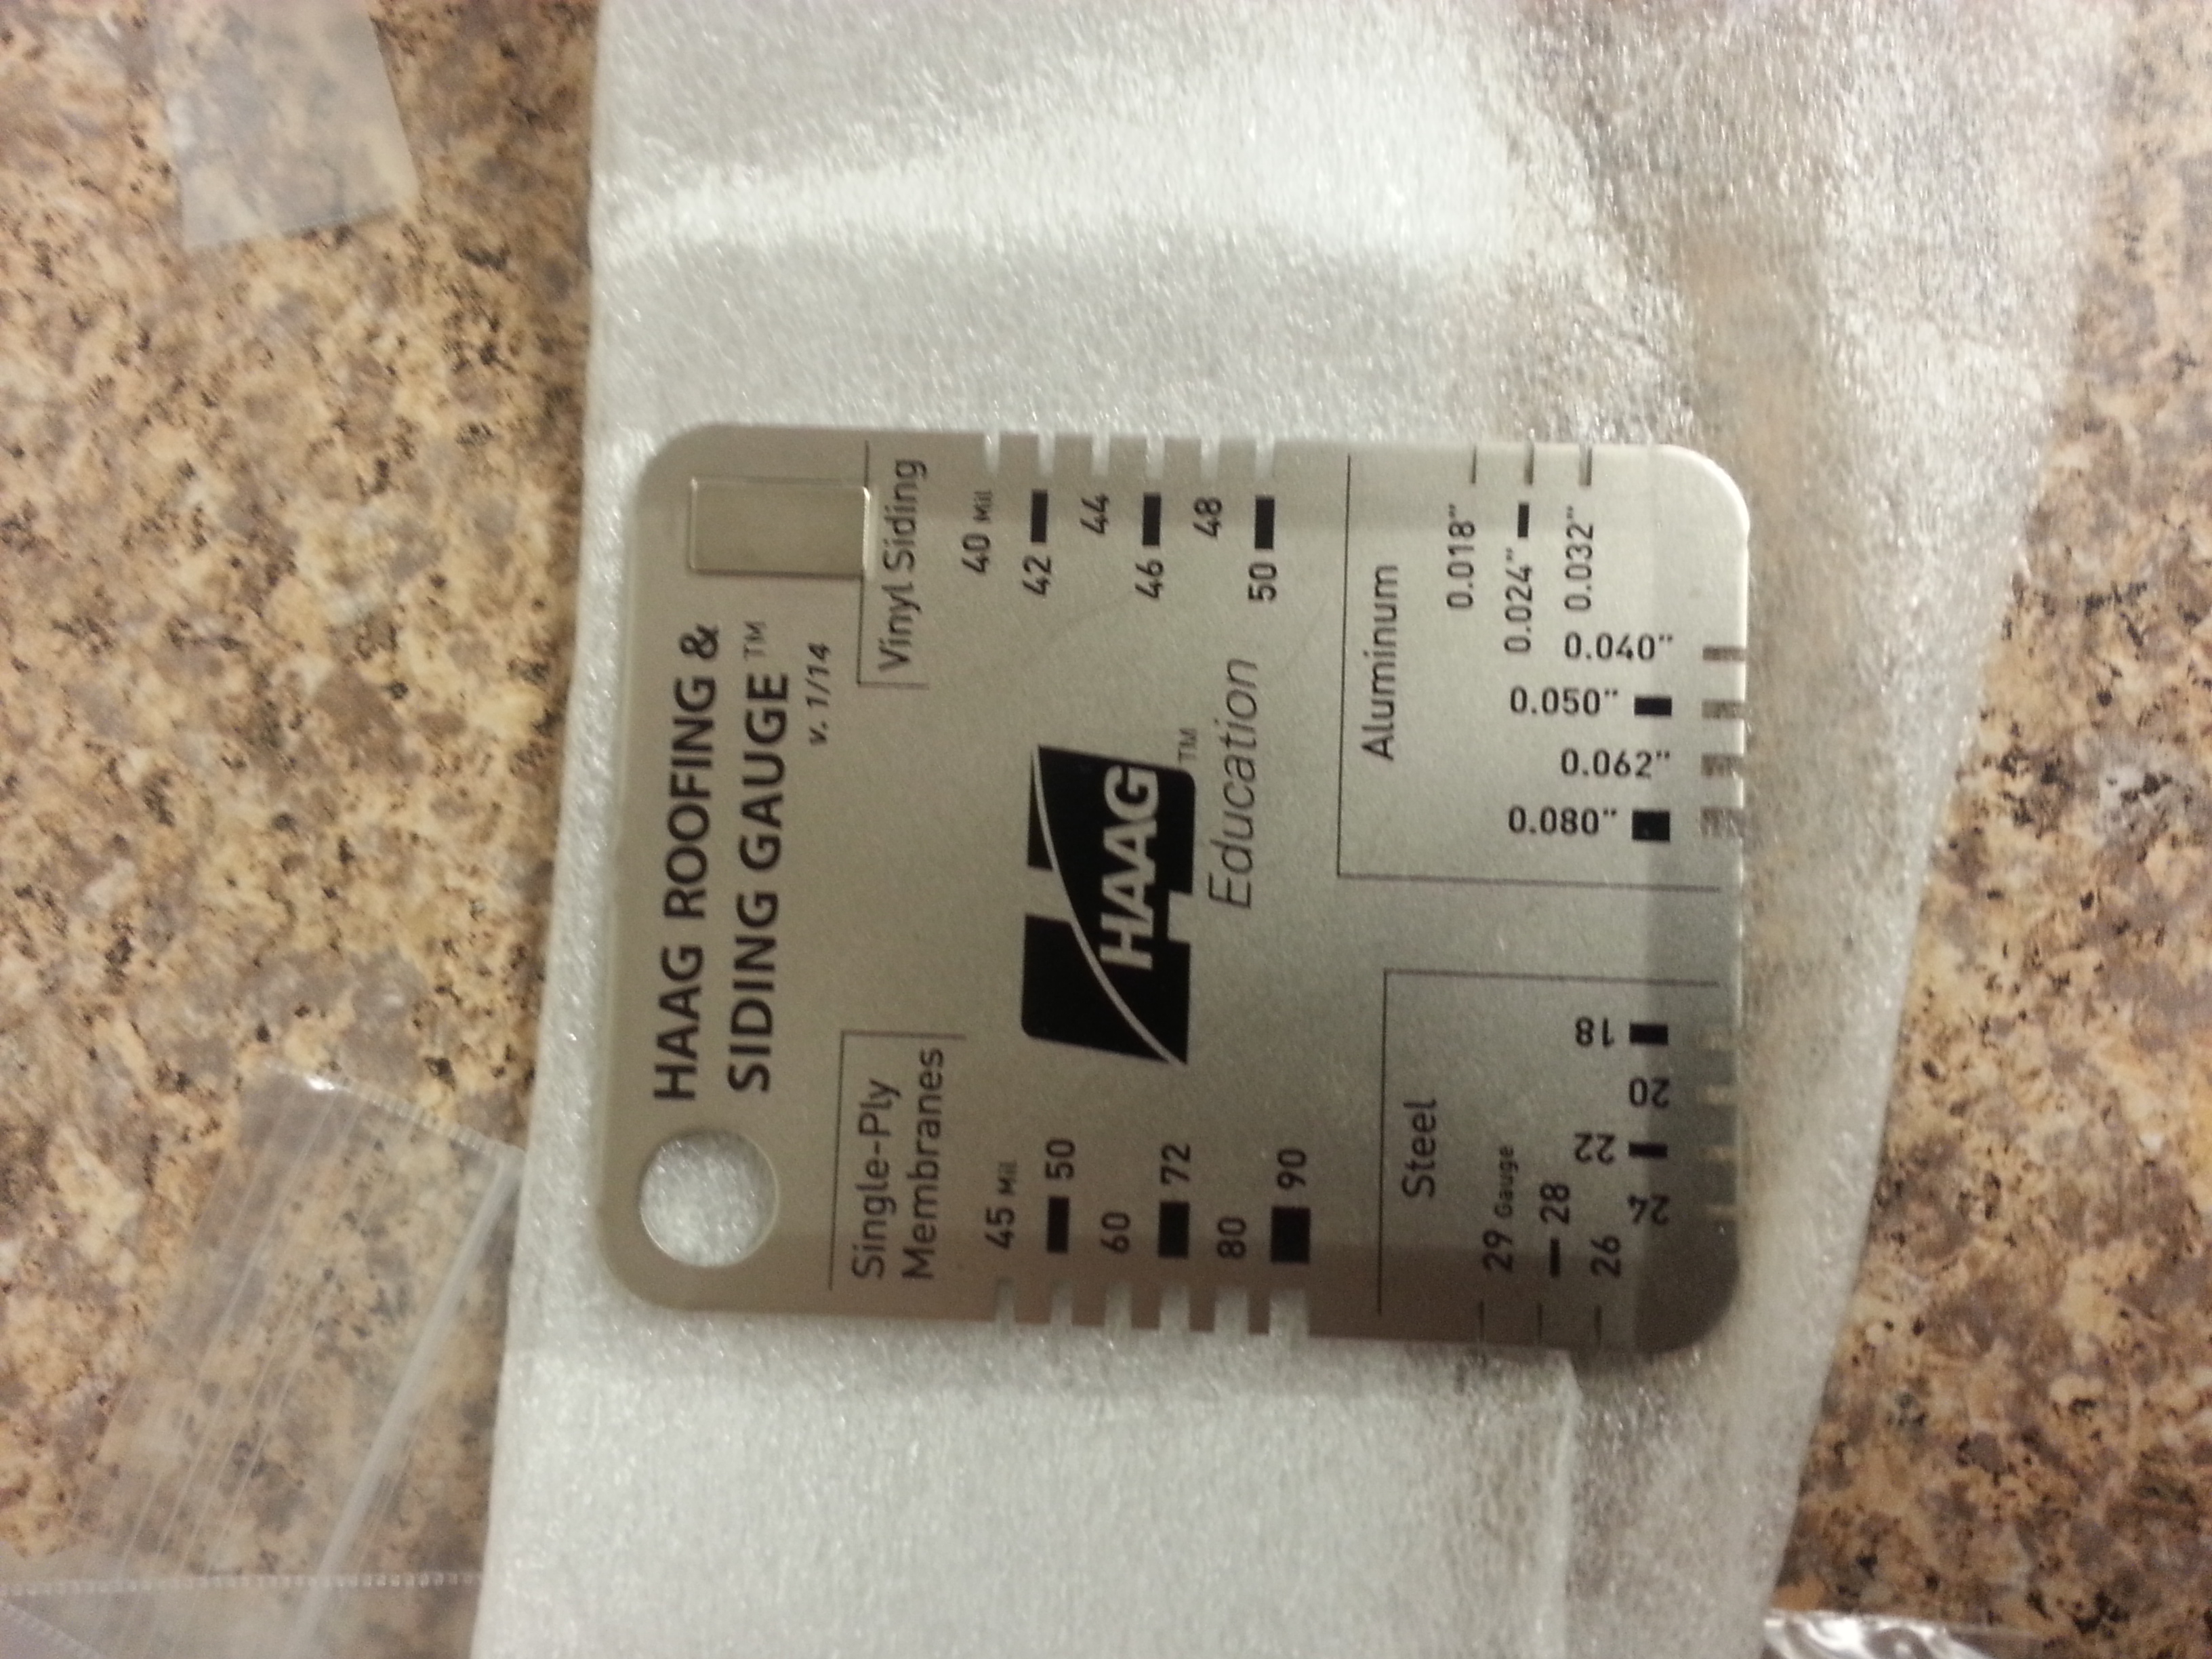 HAAG ROOFING &
SIDING GAUGE™
v. 1/14
Single-Ply
Membranes
45 Mil
50
60
72
80
90
Vinyl Siding
40 Mil
42
44
46
48
50
HAAG™
Education
Steel
29 Gauge
28
26
24
22
20
18
Aluminum
0.018"
0.024"
0.032"
0.040"
0.050"
0.062"
0.080"